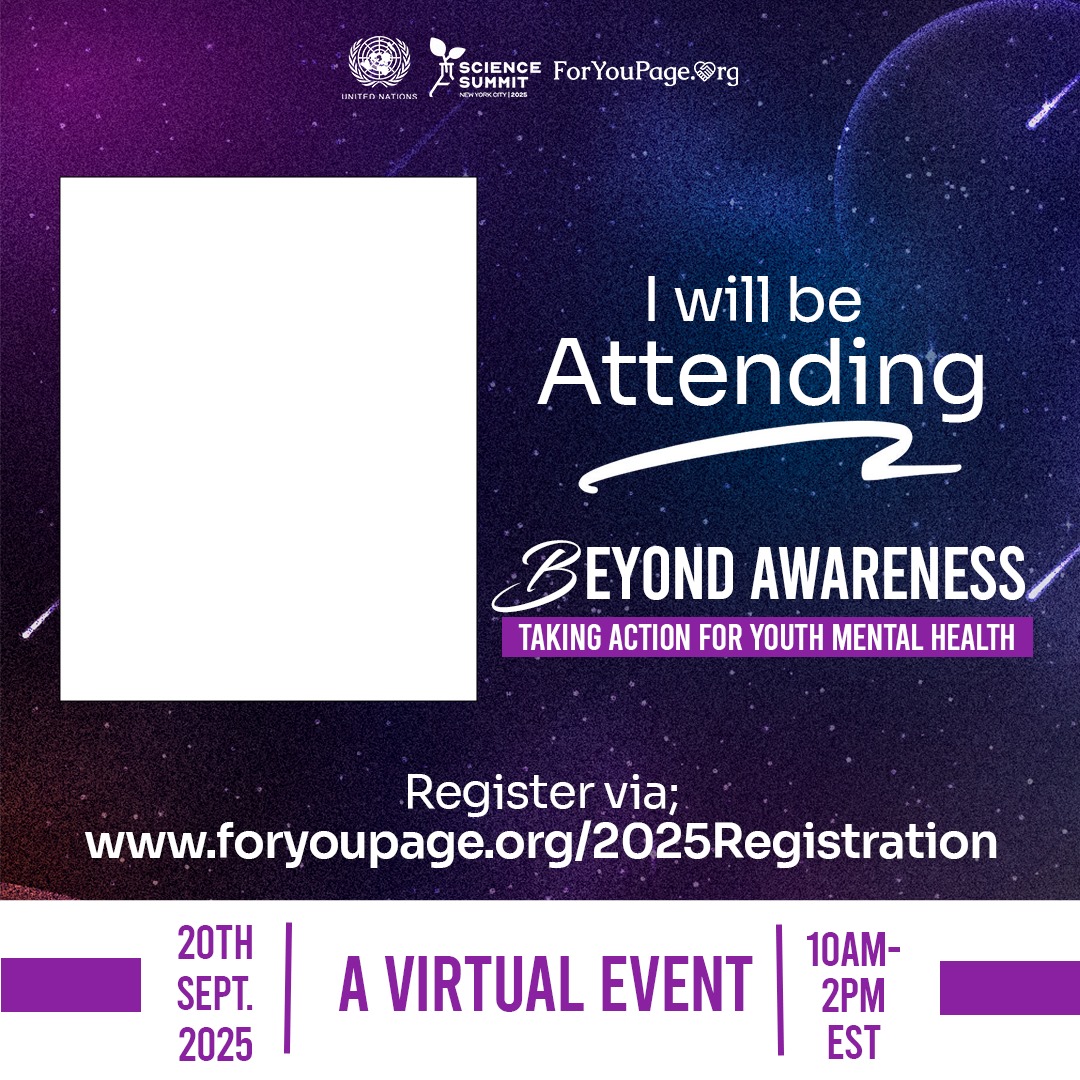 UNITED NATIONS
SCIENCE
SUMMIT
NEW YORK CITY | 2025
ForYouPage.Org
I will be
Attending
BEYOND AWARENESS
TAKING ACTION FOR YOUTH MENTAL HEALTH
Register via;
www.foryoupage.org/2025Registration
20TH
SEPT.
2025
A VIRTUAL EVENT
10AM-
2PM
EST